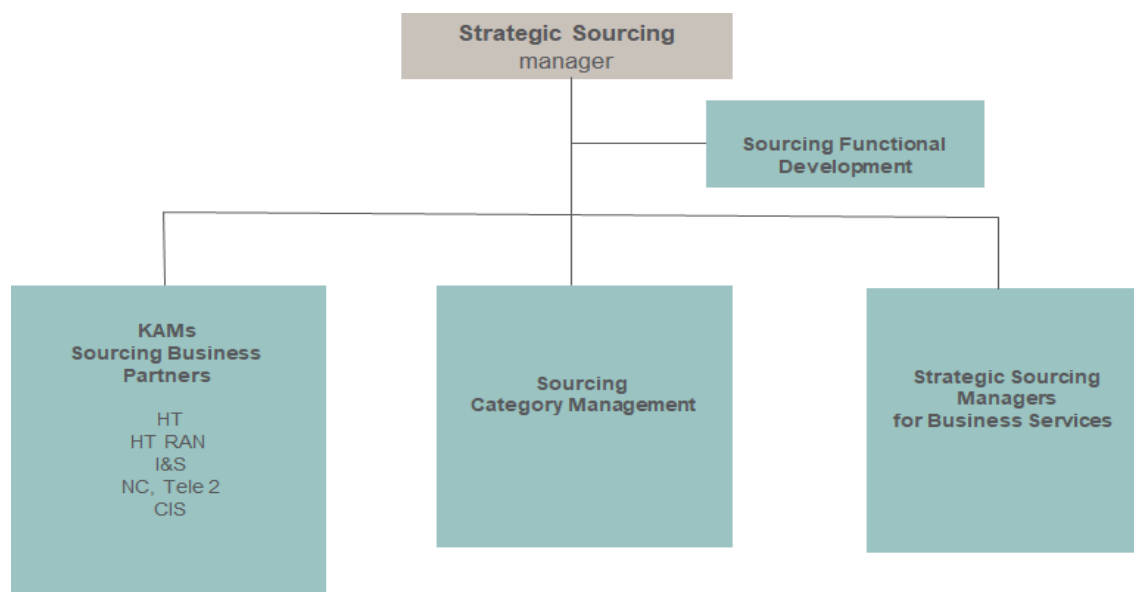 Strategic Sourcing
manager
Sourcing Functional
Development
KAMs
Sourcing Business
Partners
HT
HT RAN
I&S
NC, Tele 2
CIS
Sourcing
Category Management
Strategic Sourcing
Managers
for Business Services